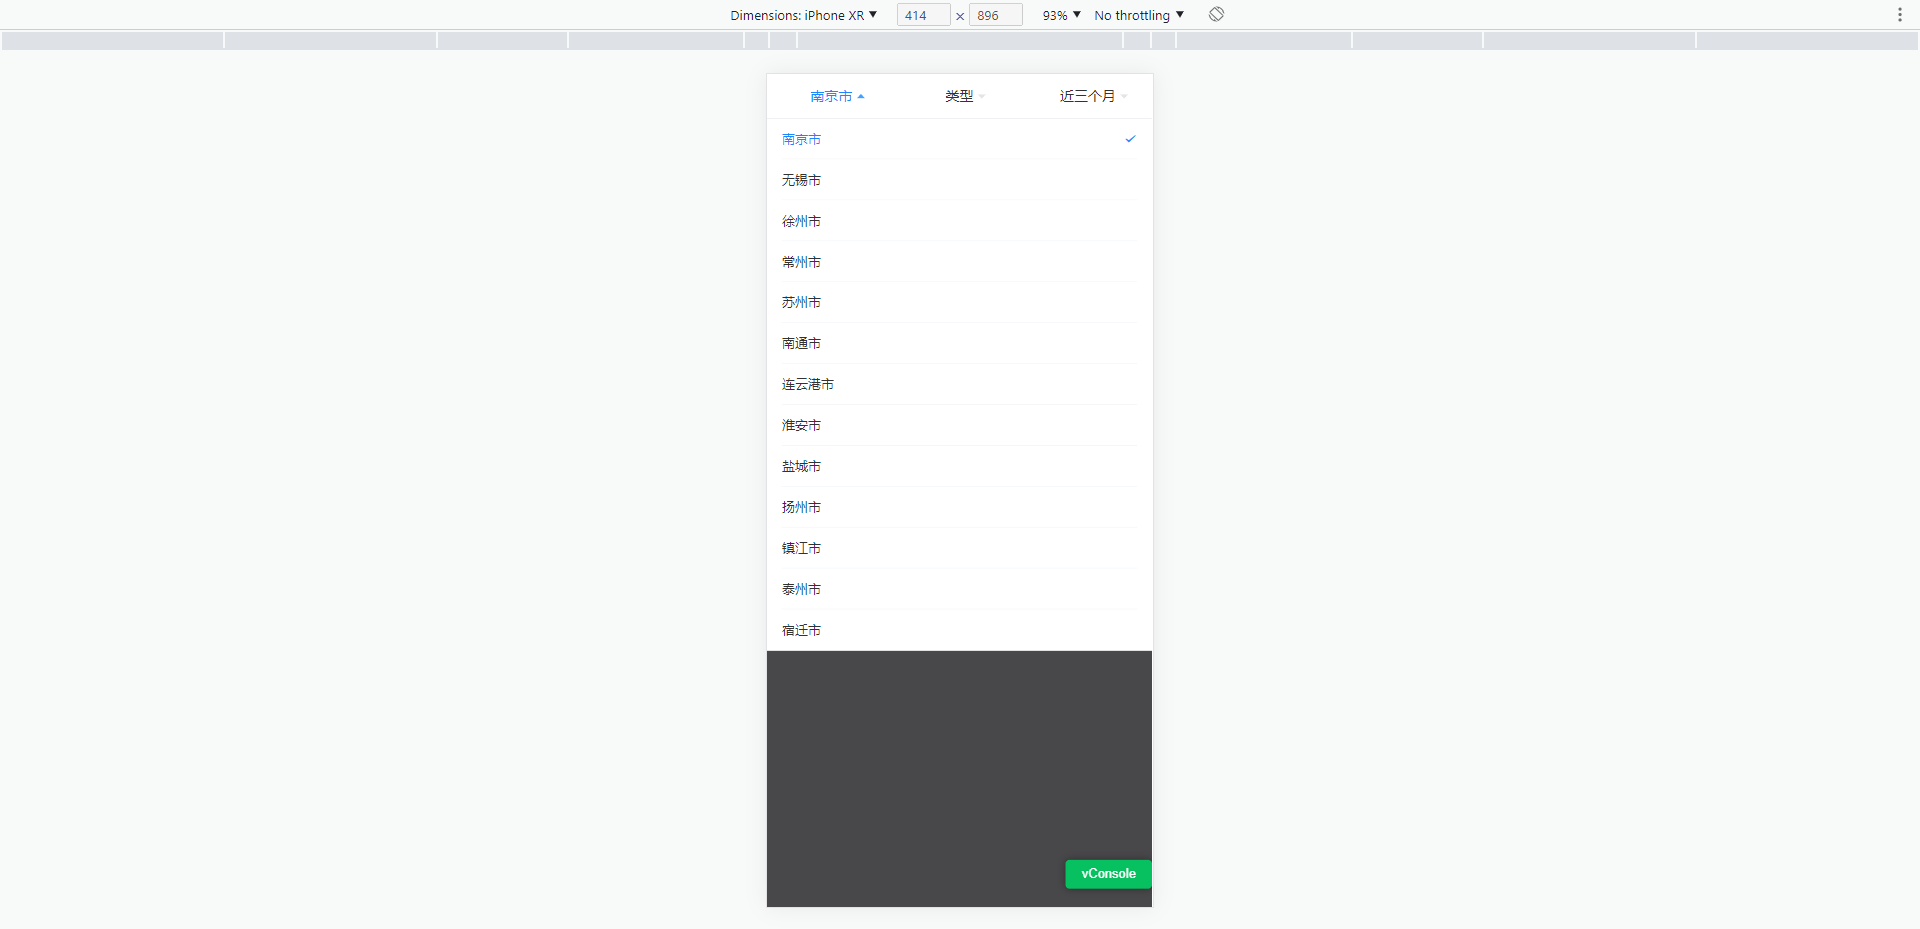 Dimensions: iPhone XR 414 × 896 93% No throttling
南京市 类型 近三个月
南京市
无锡市
徐州市
常州市
苏州市
南通市
连云港市
淮安市
盐城市
扬州市
镇江市
泰州市
宿迁市
vConsole